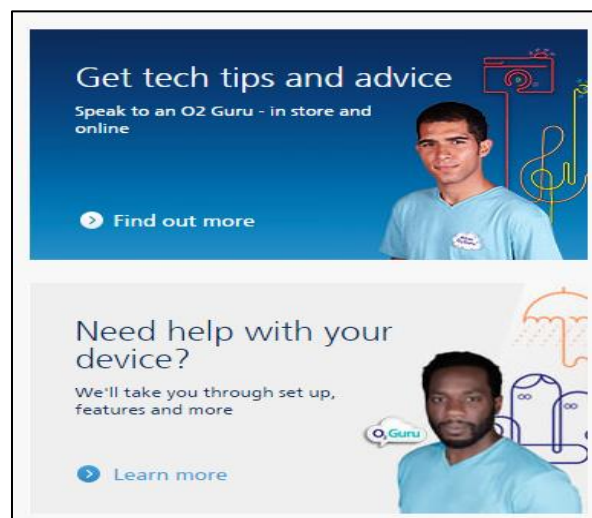 Get tech tips and advice
Speak to an O2 Guru - in store and
online
Find out more
Need help with your
device?
We'll take you through set up,
features and more
O2 Guru
Learn more